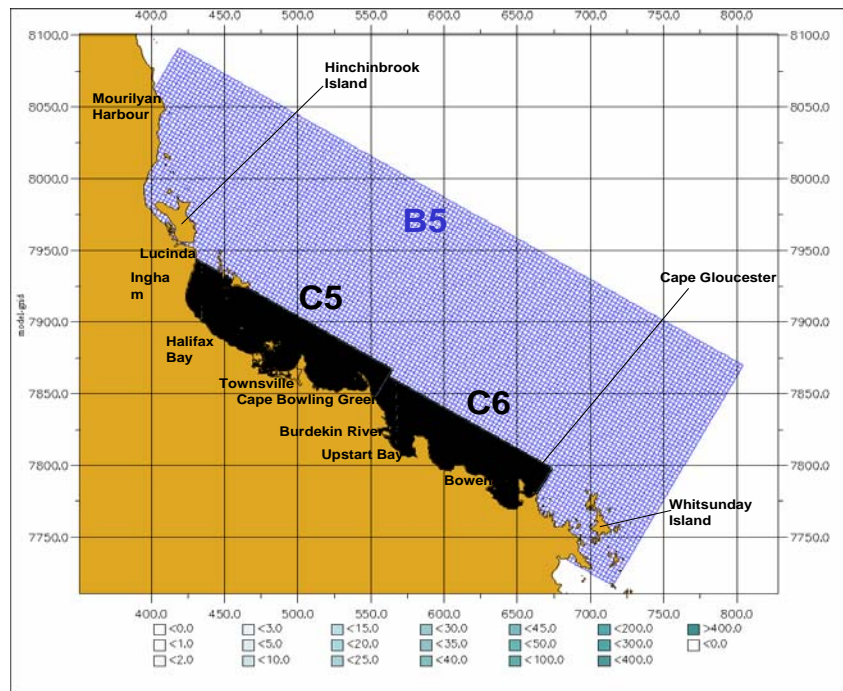 400.0 450.0 500.0 550.0 600.0 650.0 700.0 750.0 800.0
8100.0 8100.0
Hinchinbrook
Island
Mourilyan
Harbour
8050.0 8050.0
8000.0 8000.0
B5
7950.0 7950.0
Lucinda
Cape Gloucester
Ingha
m
C5
model-grid
7900.0 7900.0
Halifax
Bay
7850.0 7850.0
Townsville
Cape Bowling Green
C6
Burdekin River
Upstart Bay
7800.0 7800.0
Bowen
Whitsunday
Island
7750.0 7750.0
400.0 450.0 500.0 550.0 600.0 650.0 700.0 750.0 800.0
<0.0 <3.0 <15.0 <30.0 <45.0 <200.0 >400.0
<1.0 <5.0 <20.0 <35.0 <50.0 <300.0 <0.0
<2.0 <10.0 <25.0 <40.0 <100.0 <400.0